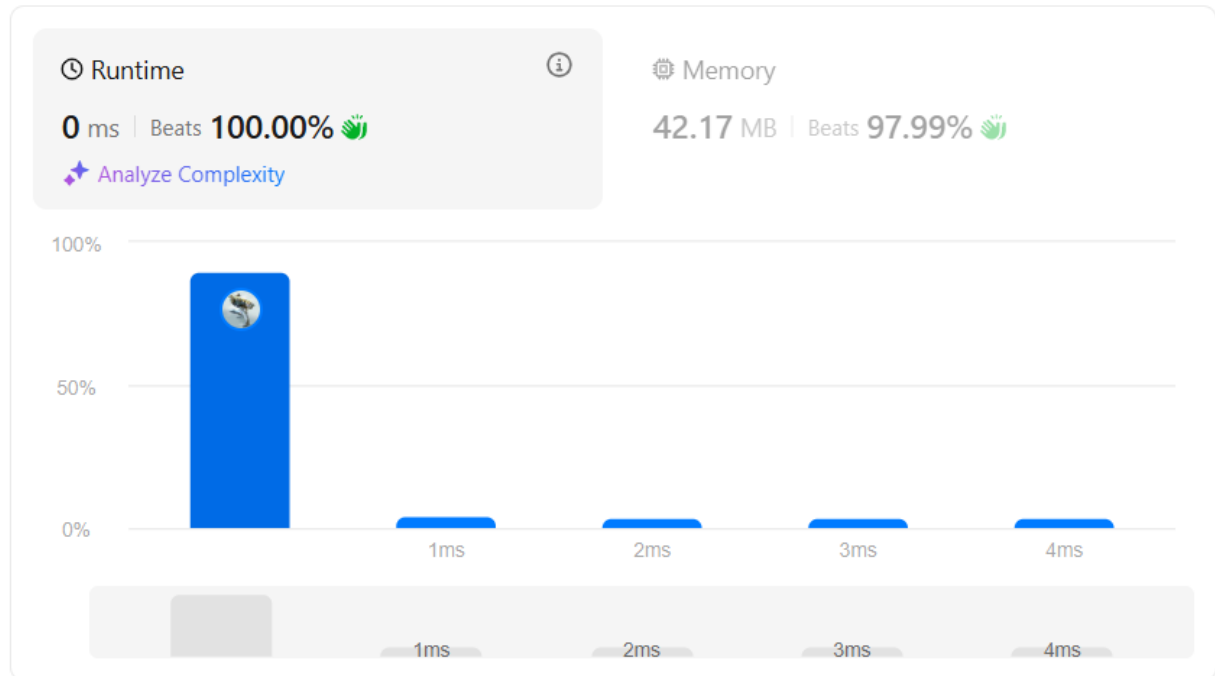 Runtime
0 ms Beats 100.00%
Analyze Complexity
Memory
42.17 MB Beats 97.99%
100%
50%
0%
1ms 2ms 3ms 4ms
1ms 2ms 3ms 4ms